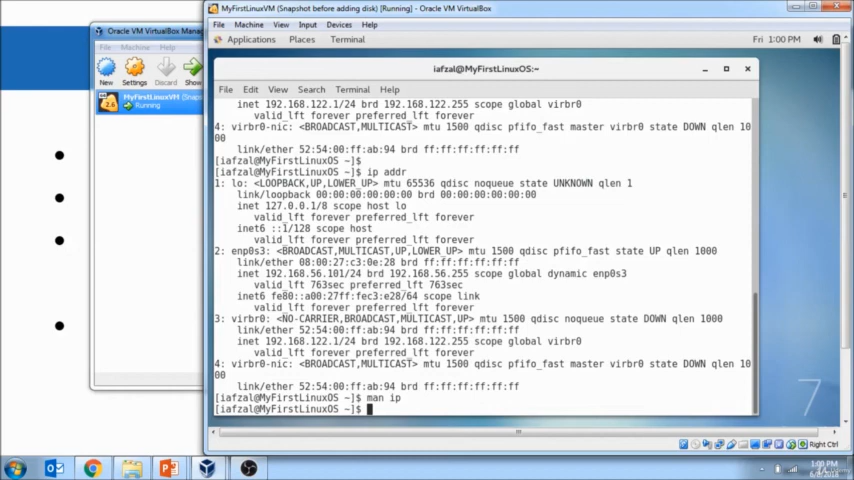 MyFirstLinuxVM (Snapshot before adding disk) [Running] - Oracle VM VirtualBox
File Machine View Input Devices Help
Applications Places Terminal
Fri 1:00 PM
Oracle VM VirtualBox Manag
File Machine Help
New Settings Discard Show
MyFirstLinuxVM (Snaps
Running
iafzal@MyFirstLinuxOS:~
File Edit View Search Terminal Help
inet 192.168.122.1/24 brd 192.168.122.255 scope global virbr0
valid_lft forever preferred_lft forever
4: virbr0-nic: <BROADCAST,MULTICAST> mtu 1500 qdisc pfifo_fast master virbr0 state DOWN qlen 10
00
link/ether 52:54:00:ff:ab:94 brd ff:ff:ff:ff:ff:ff
[iafzal@MyFirstLinuxOS ~]$
[iafzal@MyFirstLinuxOS ~]$ ip addr
1: lo: <LOOPBACK,UP,LOWER_UP> mtu 65536 qdisc noqueue state UNKNOWN qlen 1
link/loopback 00:00:00:00:00:00 brd 00:00:00:00:00:00
inet 127.0.0.1/8 scope host lo
valid_lft forever preferred_lft forever
inet6 ::1/128 scope host
valid_lft forever preferred_lft forever
2: enp0s3: <BROADCAST,MULTICAST,UP,LOWER_UP> mtu 1500 qdisc pfifo_fast state UP qlen 1000
link/ether 08:00:27:c3:0e:28 brd ff:ff:ff:ff:ff:ff
inet 192.168.56.101/24 brd 192.168.56.255 scope global dynamic enp0s3
valid_lft 763sec preferred_lft 763sec
inet6 fe80::a00:27ff:fec3:e28/64 scope link
valid_lft forever preferred_lft forever
3: virbr0: <NO-CARRIER,BROADCAST,MULTICAST,UP> mtu 1500 qdisc noqueue state DOWN qlen 1000
link/ether 52:54:00:ff:ab:94 brd ff:ff:ff:ff:ff:ff
inet 192.168.122.1/24 brd 192.168.122.255 scope global virbr0
valid_lft forever preferred_lft forever
4: virbr0-nic: <BROADCAST,MULTICAST> mtu 1500 qdisc pfifo_fast master virbr0 state DOWN qlen 10
00
link/ether 52:54:00:ff:ab:94 brd ff:ff:ff:ff:ff:ff
[iafzal@MyFirstLinuxOS ~]$ man ip
[iafzal@MyFirstLinuxOS ~]$
7
Right Ctrl
1:00 PM